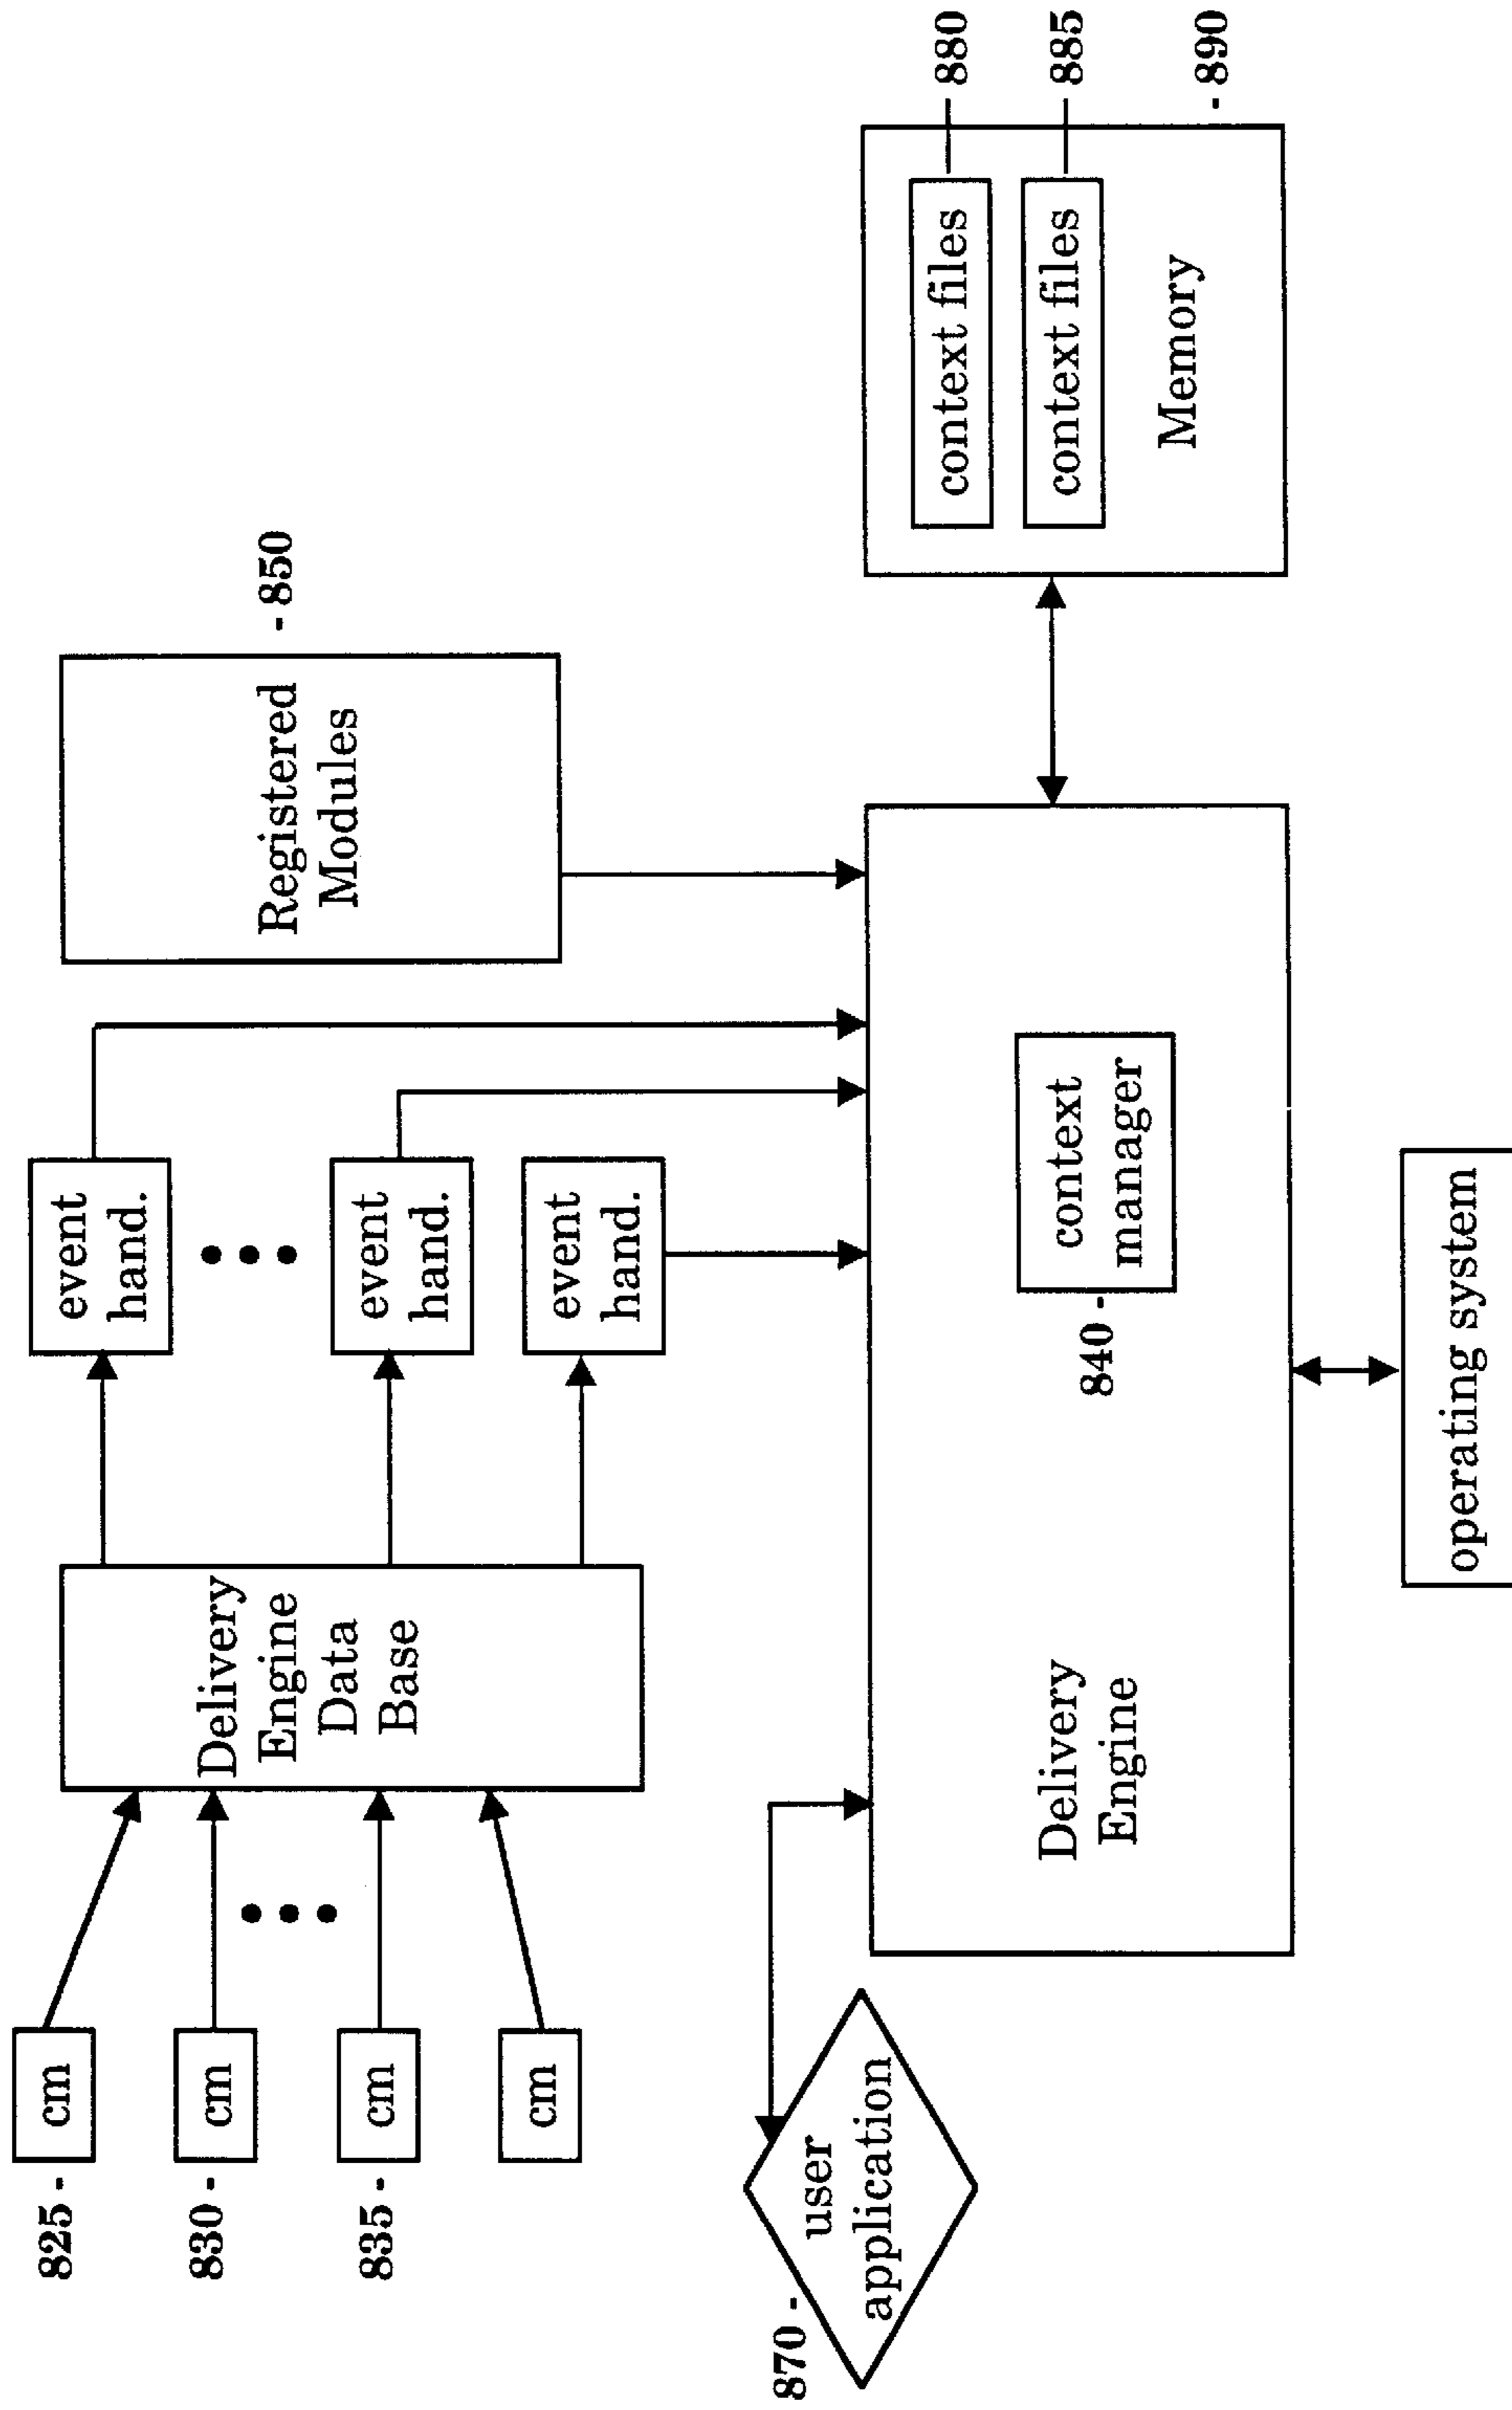 825 -
cm
830 -
cm
835 -
cm
cm
Delivery
Engine
Data
Base
event
hand.
event
hand.
event
hand.
Registered
Modules
- 850
870 -
user
application
Delivery
Engine
840 -
context
manager
context files
880
context files
885
Memory
- 890
operating system